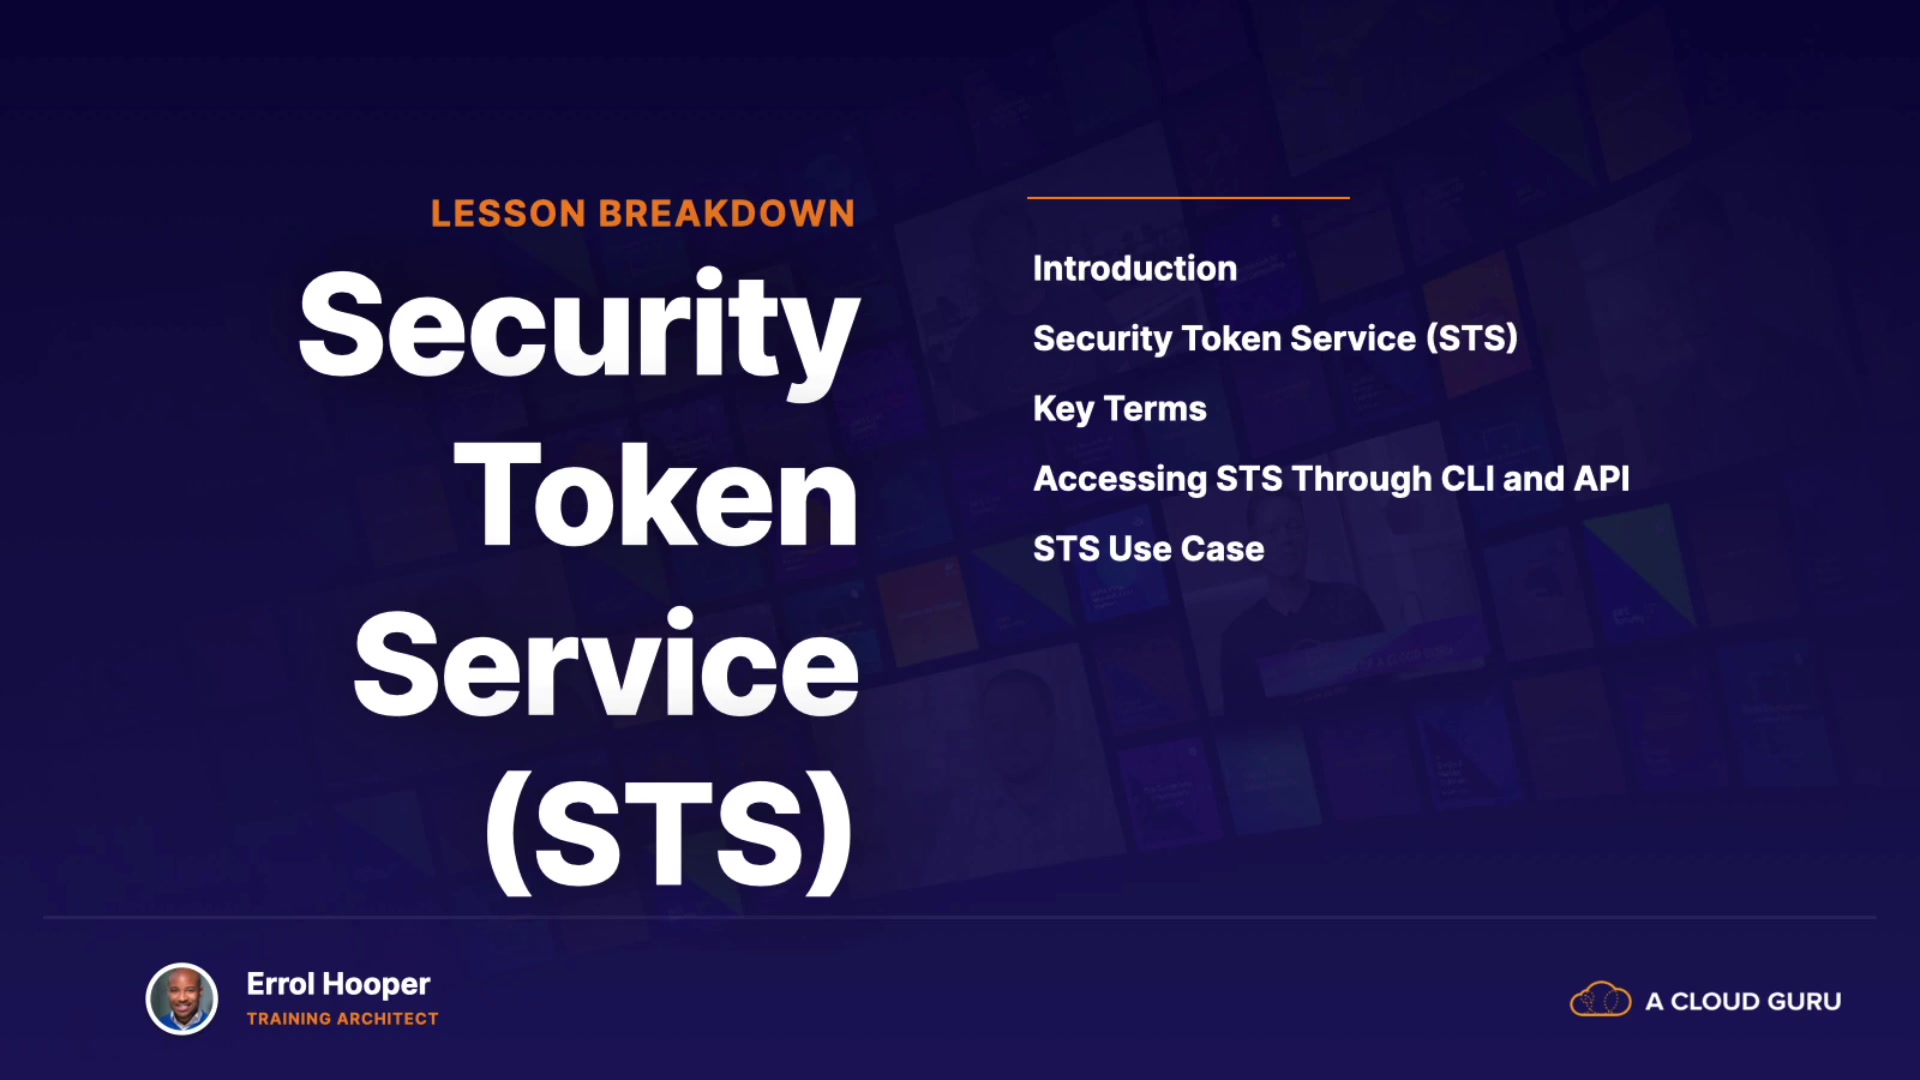 LESSON BREAKDOWN
Security
Token
Service
(STS)
Introduction
Security Token Service (STS)
Key Terms
Accessing STS Through CLI and API
STS Use Case
Errol Hooper
TRAINING ARCHITECT
A CLOUD GURU